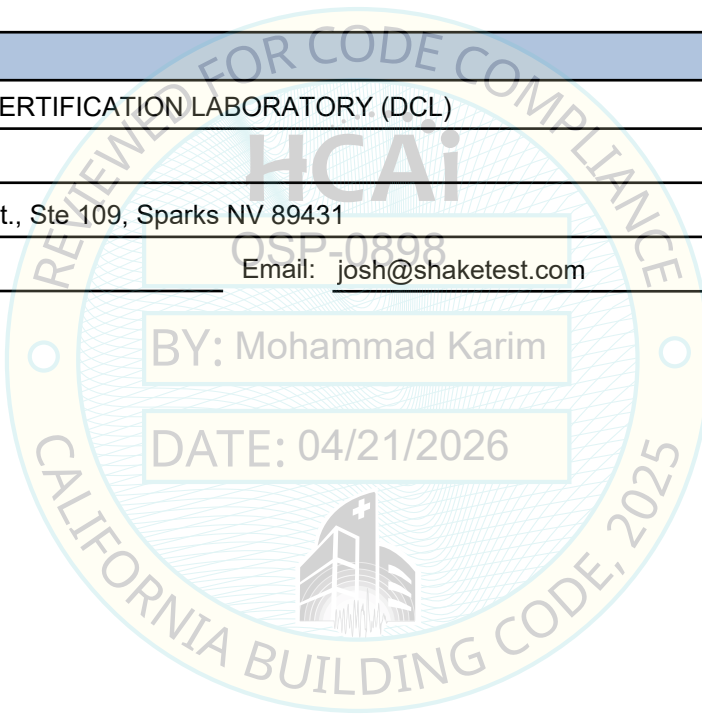 REVIEWED FOR CODE COMPLIANCE
ERTIFICATION LABORATORY (DCL)
HCAi
t., Ste 109, Sparks NV 89431
OSP-0898
Email: josh@shaketest.com
BY: Mohammad Karim
DATE: 04/21/2026
CALIFORNIA BUILDING CODE, 2025